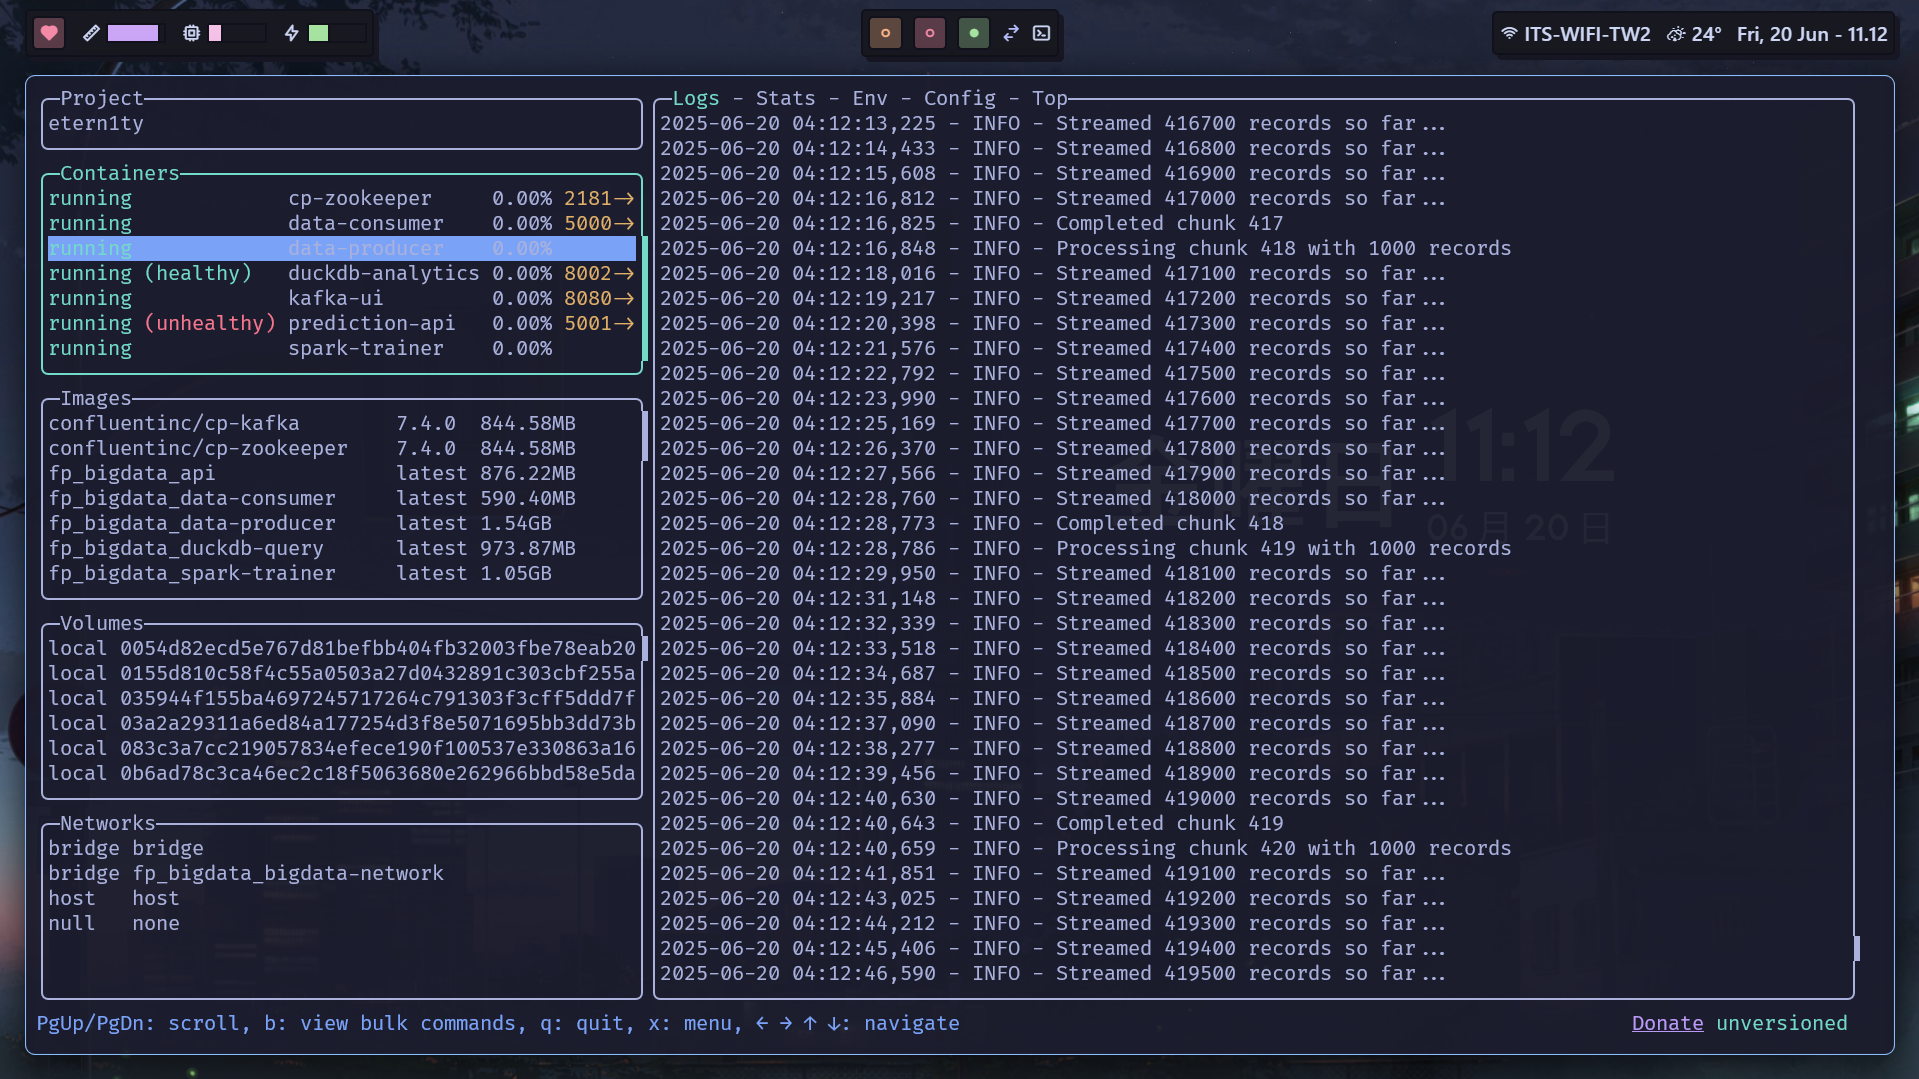 ITS-WIFI-TW2 24° Fri, 20 Jun - 11.12
Project
etern1ty
Containers
running cp-zookeeper 0.00% 2181→
running data-consumer 0.00% 5000→
running data-producer 0.00%
running (healthy) duckdb-analytics 0.00% 8002→
running kafka-ui 0.00% 8080→
running (unhealthy) prediction-api 0.00% 5001→
running spark-trainer 0.00%
Images
confluentinc/cp-kafka 7.4.0 844.58MB
confluentinc/cp-zookeeper 7.4.0 844.58MB
fp_bigdata_api latest 876.22MB
fp_bigdata_data-consumer latest 590.40MB
fp_bigdata_data-producer latest 1.54GB
fp_bigdata_duckdb-query latest 973.87MB
fp_bigdata_spark-trainer latest 1.05GB
Volumes
local 0054d82ecd5e767d81befbb404fb32003fbe78eab20
local 0155d810c58f4c55a0503a27d0432891c303cbf255a
local 035944f155ba4697245717264c791303f3cff5ddd7f
local 03a2a29311a6ed84a177254d3f8e5071695bb3dd73b
local 083c3a7cc219057834efece190f100537e330863a16
local 0b6ad78c3ca46ec2c18f5063680e262966bbd58e5da
Networks
bridge bridge
bridge fp_bigdata_bigdata-network
host host
null none
Logs - Stats - Env - Config - Top
2025-06-20 04:12:13,225 - INFO - Streamed 416700 records so far...
2025-06-20 04:12:14,433 - INFO - Streamed 416800 records so far...
2025-06-20 04:12:15,608 - INFO - Streamed 416900 records so far...
2025-06-20 04:12:16,812 - INFO - Streamed 417000 records so far...
2025-06-20 04:12:16,825 - INFO - Completed chunk 417
2025-06-20 04:12:16,848 - INFO - Processing chunk 418 with 1000 records
2025-06-20 04:12:18,016 - INFO - Streamed 417100 records so far...
2025-06-20 04:12:19,217 - INFO - Streamed 417200 records so far...
2025-06-20 04:12:20,398 - INFO - Streamed 417300 records so far...
2025-06-20 04:12:21,576 - INFO - Streamed 417400 records so far...
2025-06-20 04:12:22,792 - INFO - Streamed 417500 records so far...
2025-06-20 04:12:23,990 - INFO - Streamed 417600 records so far...
2025-06-20 04:12:25,169 - INFO - Streamed 417700 records so far...
2025-06-20 04:12:26,370 - INFO - Streamed 417800 records so far...
2025-06-20 04:12:27,566 - INFO - Streamed 417900 records so far...
2025-06-20 04:12:28,760 - INFO - Streamed 418000 records so far...
2025-06-20 04:12:28,773 - INFO - Completed chunk 418
2025-06-20 04:12:28,786 - INFO - Processing chunk 419 with 1000 records
2025-06-20 04:12:29,950 - INFO - Streamed 418100 records so far...
2025-06-20 04:12:31,148 - INFO - Streamed 418200 records so far...
2025-06-20 04:12:32,339 - INFO - Streamed 418300 records so far...
2025-06-20 04:12:33,518 - INFO - Streamed 418400 records so far...
2025-06-20 04:12:34,687 - INFO - Streamed 418500 records so far...
2025-06-20 04:12:35,884 - INFO - Streamed 418600 records so far...
2025-06-20 04:12:37,090 - INFO - Streamed 418700 records so far...
2025-06-20 04:12:38,277 - INFO - Streamed 418800 records so far...
2025-06-20 04:12:39,456 - INFO - Streamed 418900 records so far...
2025-06-20 04:12:40,630 - INFO - Streamed 419000 records so far...
2025-06-20 04:12:40,643 - INFO - Completed chunk 419
2025-06-20 04:12:40,659 - INFO - Processing chunk 420 with 1000 records
2025-06-20 04:12:41,851 - INFO - Streamed 419100 records so far...
2025-06-20 04:12:43,025 - INFO - Streamed 419200 records so far...
2025-06-20 04:12:44,212 - INFO - Streamed 419300 records so far...
2025-06-20 04:12:45,406 - INFO - Streamed 419400 records so far...
2025-06-20 04:12:46,590 - INFO - Streamed 419500 records so far...
金曜日
11:12
06 月 20 日
PgUp/PgDn: scroll, b: view bulk commands, q: quit, x: menu, ← → ↑ ↓: navigate
Donate unversioned